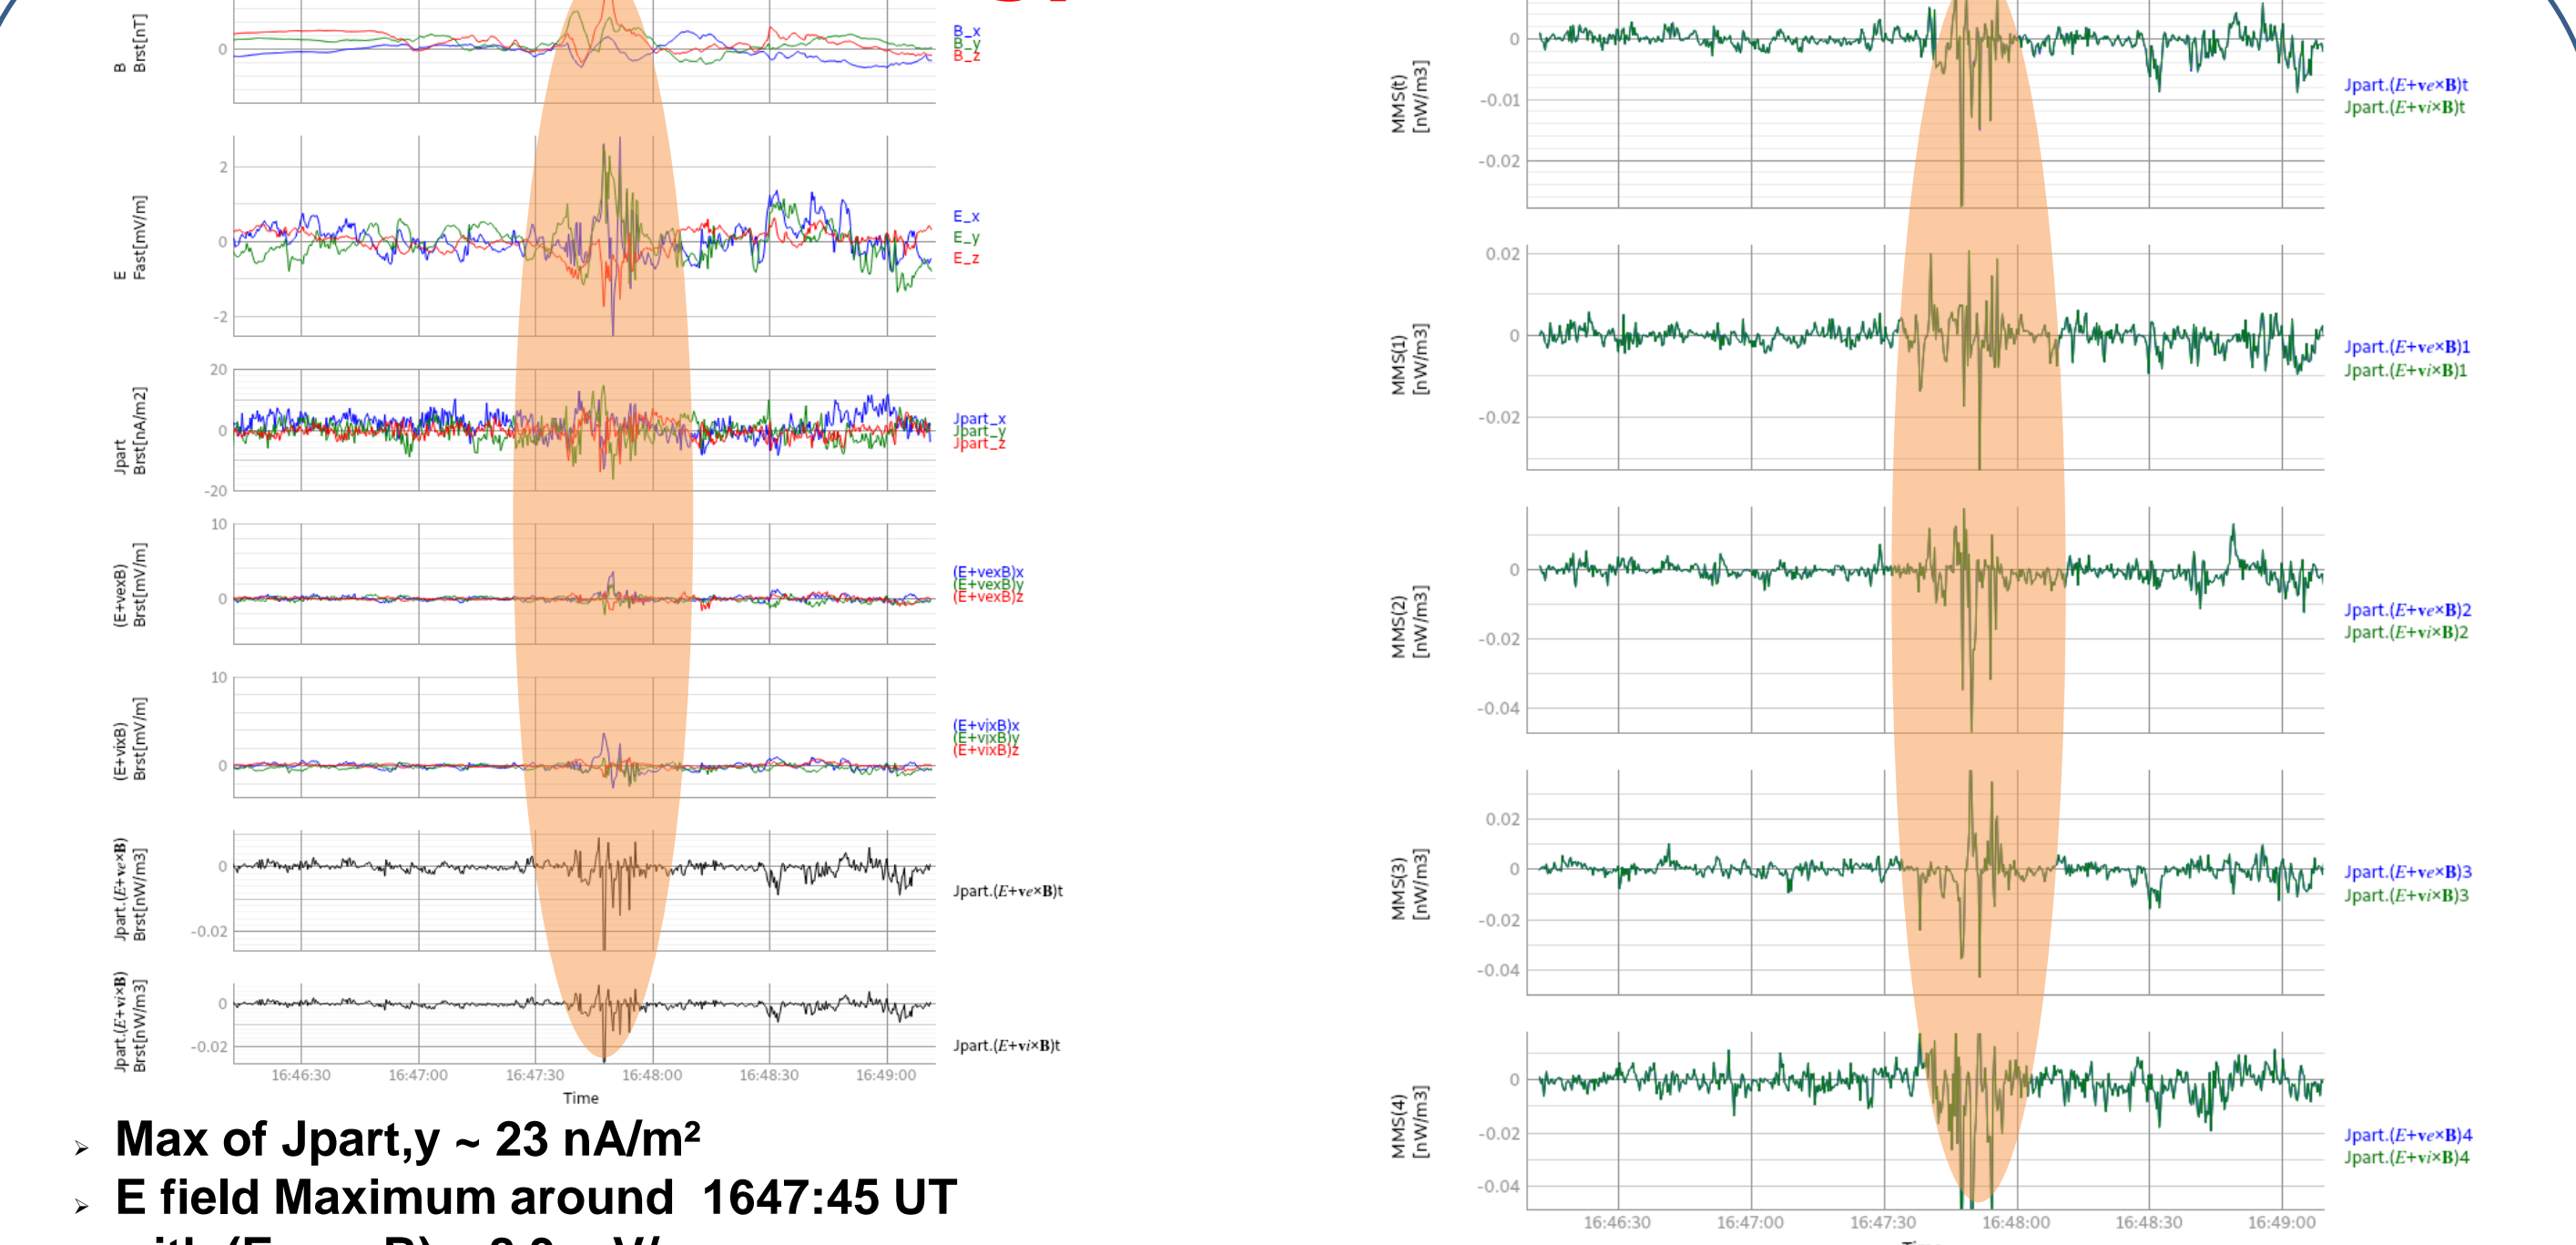 B
Brst[nT]
0
B_x
B_y
B_z
E
Fast[mV/m]
2
0
-2
E_x
E_y
E_z
Jpart
Brst[nA/m2]
20
0
-20
Jpart_x
Jpart_y
Jpart_z
(E+vexB)
Brst[mV/m]
10
0
(E+vexB)x
(E+vexB)y
(E+vexB)z
(E+vixB)
Brst[mV/m]
10
0
(E+vixB)x
(E+vixB)y
(E+vixB)z
Jpart.(E+ve×B)
Brst[nW/m3]
0
-0.02
Jpart.(E+ve×B)t
Jpart.(E+vi×B)
Brst[nW/m3]
0
-0.02
Jpart.(E+vi×B)t
16:46:30 16:47:00 16:47:30 16:48:00 16:48:30 16:49:00
Time
➢ Max of Jpart,y ~ 23 nA/m²
➢ E field Maximum around 1647:45 UT
MMS(t)
[nW/m3]
0
-0.01
-0.02
Jpart.(E+ve×B)t
Jpart.(E+vi×B)t
MMS(1)
[nW/m3]
0.02
0
-0.02
Jpart.(E+ve×B)1
Jpart.(E+vi×B)1
MMS(2)
[nW/m3]
0
-0.02
-0.04
Jpart.(E+ve×B)2
Jpart.(E+vi×B)2
MMS(3)
[nW/m3]
0.02
0
-0.02
-0.04
Jpart.(E+ve×B)3
Jpart.(E+vi×B)3
MMS(4)
[nW/m3]
0
-0.02
-0.04
Jpart.(E+ve×B)4
Jpart.(E+vi×B)4
16:46:30 16:47:00 16:47:30 16:48:00 16:48:30 16:49:00